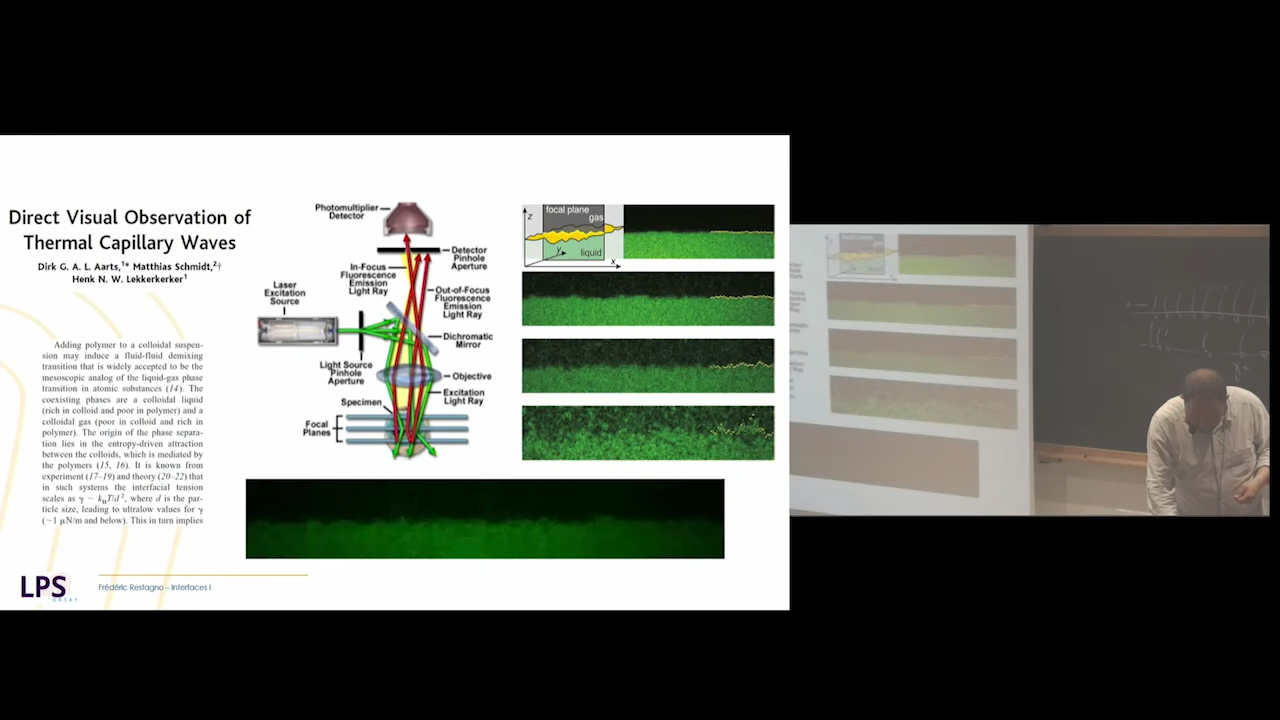 Direct Visual Observation of
Thermal Capillary Waves
Dirk G. A. L. Aarts,¹* Matthias Schmidt,²†
Henk N. W. Lekkerkerker¹
Adding polymer to a colloidal suspen-
sion may induce a fluid-fluid demixing
transition that is widely accepted to be the
mesoscopic analog of the liquid-gas phase
transition in atomic substances (14). The
coexisting phases are a colloidal liquid
(rich in colloid and poor in polymer) and a
colloidal gas (poor in colloid and rich in
polymer). The origin of the phase separa-
tion lies in the entropy-driven attraction
between the colloids, which is mediated by
the polymers (15, 16). It is known from
experiment (17–19) and theory (20–22) that
in such systems the interfacial tension
scales as γ ~ kBT/d², where d is the par-
ticle size, leading to ultralow values for γ
(~1 μN/m and below). This in turn implies
Photomultiplier
Detector
Detector
Pinhole
Aperture
In-Focus
Fluorescence
Emission
Light Ray
Out-of-Focus
Fluorescence
Emission
Light Ray
Laser
Excitation
Source
Dichromatic
Mirror
Light Source
Pinhole
Aperture
Objective
Excitation
Light Ray
Specimen
Focal
Planes
focal plane
z
gas
y
liquid
x
LPS
ORSAY
Frédéric Restagno – Interfaces I